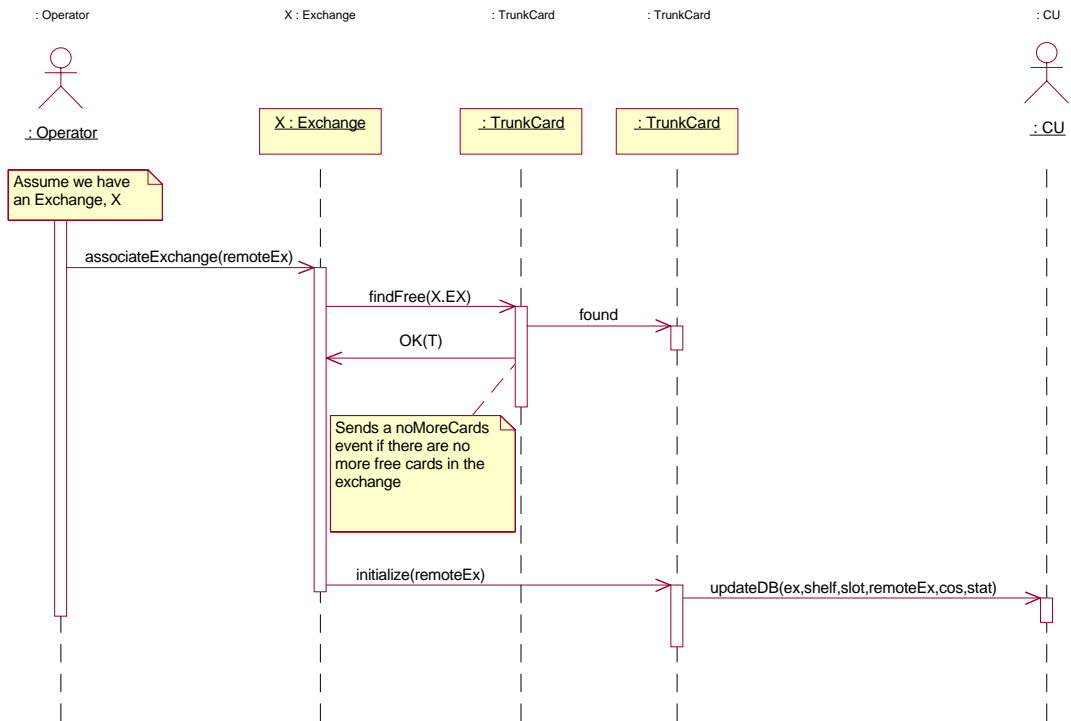 : Operator
X : Exchange
: TrunkCard
: TrunkCard
: CU
: Operator
X : Exchange
: TrunkCard
: TrunkCard
: CU
Assume we have
an Exchange, X
associateExchange(remoteEx)
findFree(X.EX)
found
OK(T)
Sends a noMoreCards
event if there are no
more free cards in the
exchange
initialize(remoteEx)
updateDB(ex,shelf,slot,remoteEx,cos,stat)